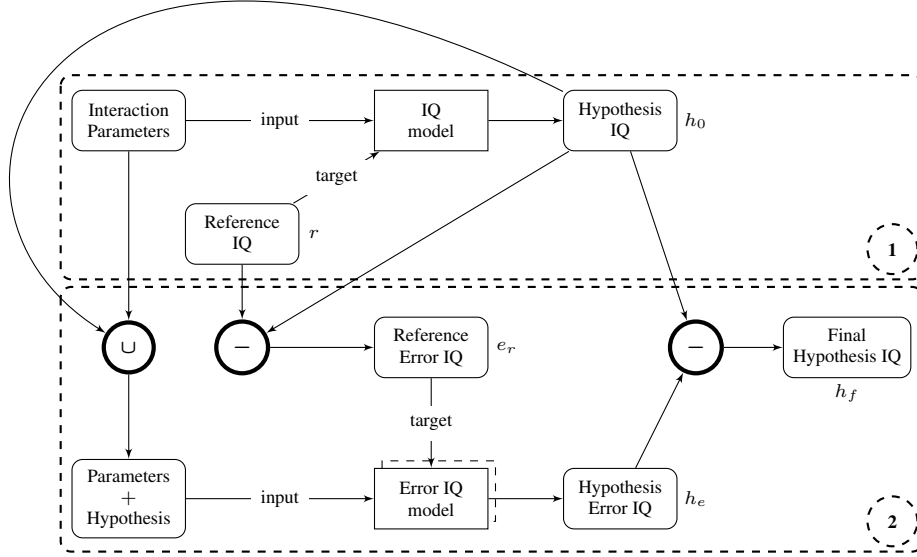 Interaction
Parameters
input
IQ
model
Hypothesis
IQ
h₀
target
Reference
IQ
r
1
∪
−
Reference
Error IQ
eᵣ
−
Final
Hypothesis IQ
h_f
target
Parameters
+
Hypothesis
input
Error IQ
model
Hypothesis
Error IQ
hₑ
2